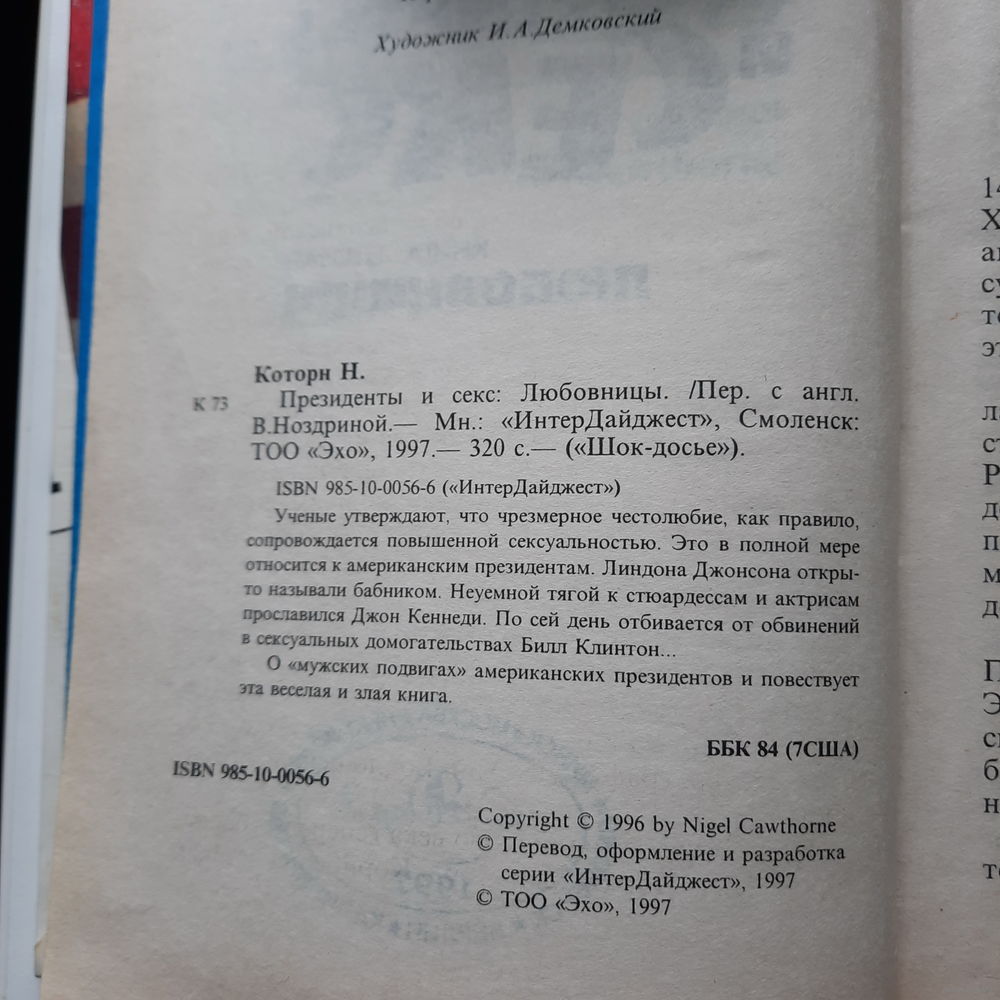 Художник И.А.Демковский
Которн Н.
К 73
Президенты и секс: Любовницы. /Пер. с англ.
В.Ноздриной.— Мн.: «ИнтерДайджест», Смоленск:
ТОО «Эхо», 1997.— 320 с.— («Шок-досье»).
ISBN 985-10-0056-6 («ИнтерДайджест»)
Ученые утверждают, что чрезмерное честолюбие, как правило,
сопровождается повышенной сексуальностью. Это в полной мере
относится к американским президентам. Линдона Джонсона откры-
то называли бабником. Неуемной тягой к стюардессам и актрисам
прославился Джон Кеннеди. По сей день отбивается от обвинений
в сексуальных домогательствах Билл Клинтон...
О «мужских подвигах» американских президентов и повествует
эта веселая и злая книга.
ББК 84 (7США)
ISBN 985-10-0056-6
Copyright © 1996 by Nigel Cawthorne
© Перевод, оформление и разработка
серии «ИнтерДайджест», 1997
© ТОО «Эхо», 1997